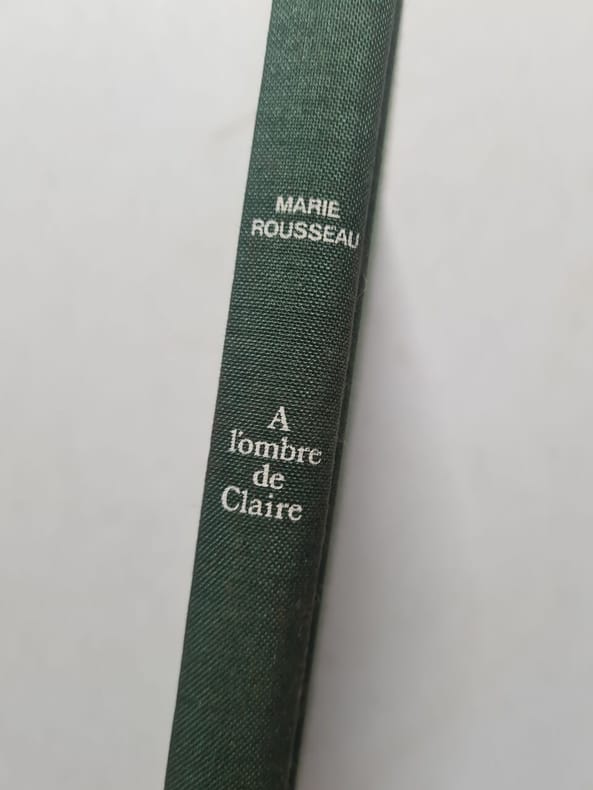 MARIE
ROUSSEAU
A
l'ombre
de
Claire